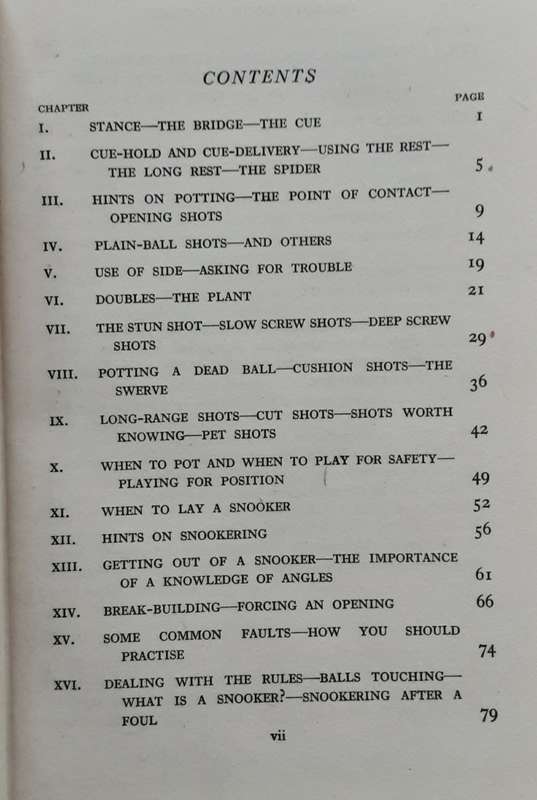 CONTENTS
CHAPTER PAGE
I. STANCE—THE BRIDGE—THE CUE 1
II. CUE-HOLD AND CUE-DELIVERY—USING THE REST—
THE LONG REST—THE SPIDER 5
III. HINTS ON POTTING—THE POINT OF CONTACT—
OPENING SHOTS 9
IV. PLAIN-BALL SHOTS—AND OTHERS 14
V. USE OF SIDE—ASKING FOR TROUBLE 19
VI. DOUBLES—THE PLANT 21
VII. THE STUN SHOT—SLOW SCREW SHOTS—DEEP SCREW
SHOTS 29
VIII. POTTING A DEAD BALL—CUSHION SHOTS—THE
SWERVE 36
IX. LONG-RANGE SHOTS—CUT SHOTS—SHOTS WORTH
KNOWING—PET SHOTS 42
X. WHEN TO POT AND WHEN TO PLAY FOR SAFETY—
PLAYING FOR POSITION 49
XI. WHEN TO LAY A SNOOKER 52
XII. HINTS ON SNOOKERING 56
XIII. GETTING OUT OF A SNOOKER—THE IMPORTANCE
OF A KNOWLEDGE OF ANGLES 61
XIV. BREAK-BUILDING—FORCING AN OPENING 66
XV. SOME COMMON FAULTS—HOW YOU SHOULD
PRACTISE 74
XVI. DEALING WITH THE RULES—BALLS TOUCHING—
WHAT IS A SNOOKER?—SNOOKERING AFTER A
FOUL 79
vii